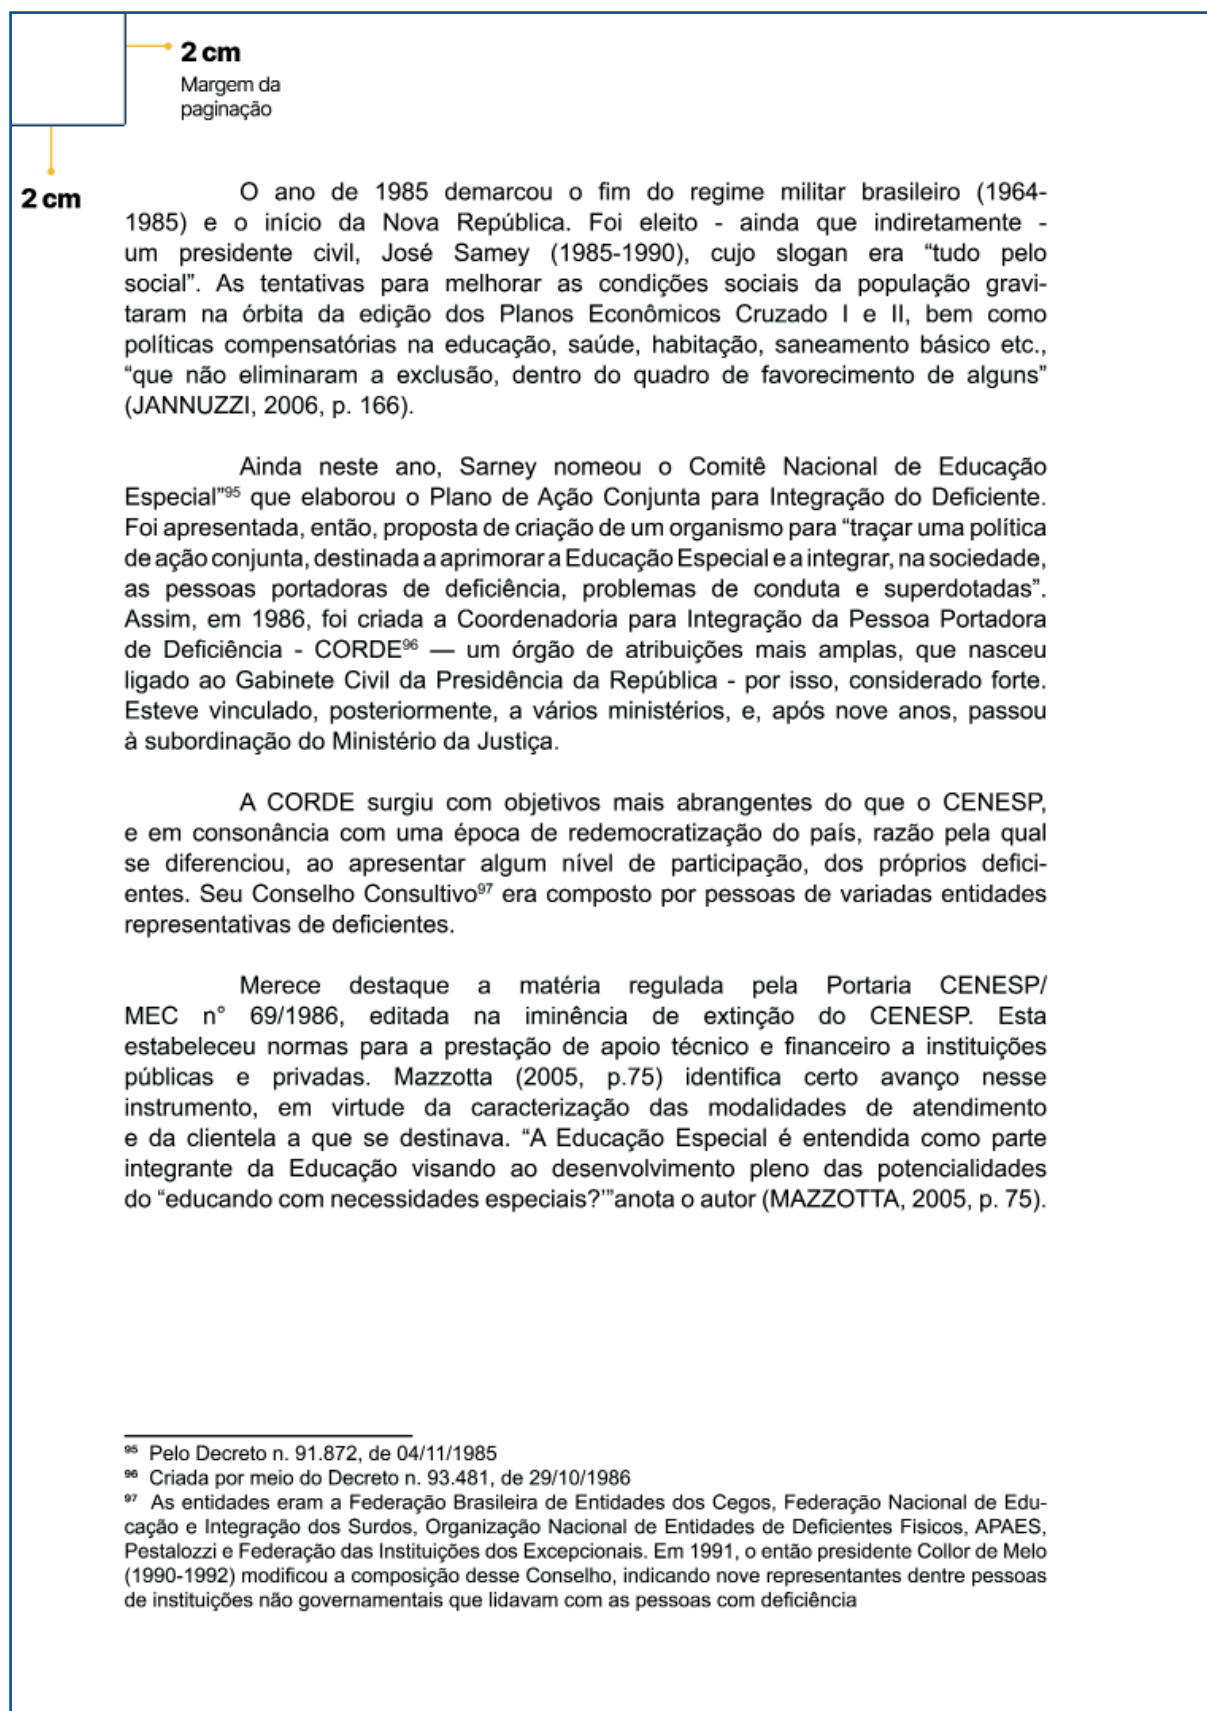 2 cm
Margem da
paginação
2 cm
O ano de 1985 demarcou o fim do regime militar brasileiro (1964-
1985) e o início da Nova República. Foi eleito - ainda que indiretamente -
um presidente civil, José Samey (1985-1990), cujo slogan era “tudo pelo
social”. As tentativas para melhorar as condições sociais da população gravi-
taram na órbita da edição dos Planos Econômicos Cruzado I e II, bem como
políticas compensatórias na educação, saúde, habitação, saneamento básico etc.,
“que não eliminaram a exclusão, dentro do quadro de favorecimento de alguns”
(JANNUZZI, 2006, p. 166).
Ainda neste ano, Sarney nomeou o Comitê Nacional de Educação
Especial”⁹⁵ que elaborou o Plano de Ação Conjunta para Integração do Deficiente.
Foi apresentada, então, proposta de criação de um organismo para “traçar uma política
de ação conjunta, destinada a aprimorar a Educação Especial e a integrar, na sociedade,
as pessoas portadoras de deficiência, problemas de conduta e superdotadas”.
Assim, em 1986, foi criada a Coordenadoria para Integração da Pessoa Portadora
de Deficiência - CORDE⁹⁶ — um órgão de atribuições mais amplas, que nasceu
ligado ao Gabinete Civil da Presidência da República - por isso, considerado forte.
Esteve vinculado, posteriormente, a vários ministérios, e, após nove anos, passou
à subordinação do Ministério da Justiça.
A CORDE surgiu com objetivos mais abrangentes do que o CENESP,
e em consonância com uma época de redemocratização do país, razão pela qual
se diferenciou, ao apresentar algum nível de participação, dos próprios defici-
entes. Seu Conselho Consultivo⁹⁷ era composto por pessoas de variadas entidades
representativas de deficientes.
Merece destaque a matéria regulada pela Portaria CENESP/
MEC n° 69/1986, editada na iminência de extinção do CENESP. Esta
estabeleceu normas para a prestação de apoio técnico e financeiro a instituições
públicas e privadas. Mazzotta (2005, p.75) identifica certo avanço nesse
instrumento, em virtude da caracterização das modalidades de atendimento
e da clientela a que se destinava. “A Educação Especial é entendida como parte
integrante da Educação visando ao desenvolvimento pleno das potencialidades
do “educando com necessidades especiais?’”anota o autor (MAZZOTTA, 2005, p. 75).
⁹⁵ Pelo Decreto n. 91.872, de 04/11/1985
⁹⁶ Criada por meio do Decreto n. 93.481, de 29/10/1986
⁹⁷ As entidades eram a Federação Brasileira de Entidades dos Cegos, Federação Nacional de Edu-
cação e Integração dos Surdos, Organização Nacional de Entidades de Deficientes Fisicos, APAES,
Pestalozzi e Federação das Instituições dos Excepcionais. Em 1991, o então presidente Collor de Melo
(1990-1992) modificou a composição desse Conselho, indicando nove representantes dentre pessoas
de instituições não governamentais que lidavam com as pessoas com deficiência